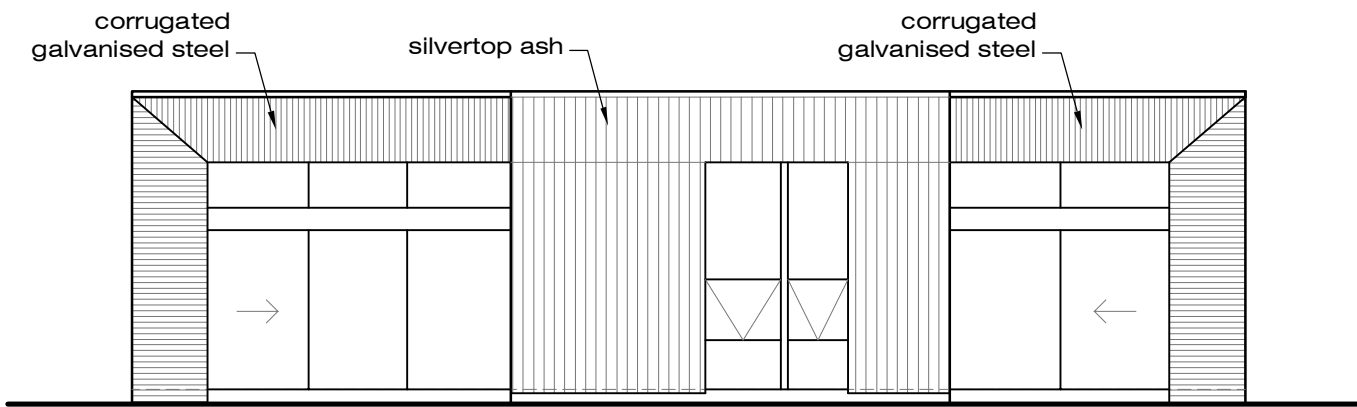 corrugated
galvanised steel
silvertop ash
corrugated
galvanised steel